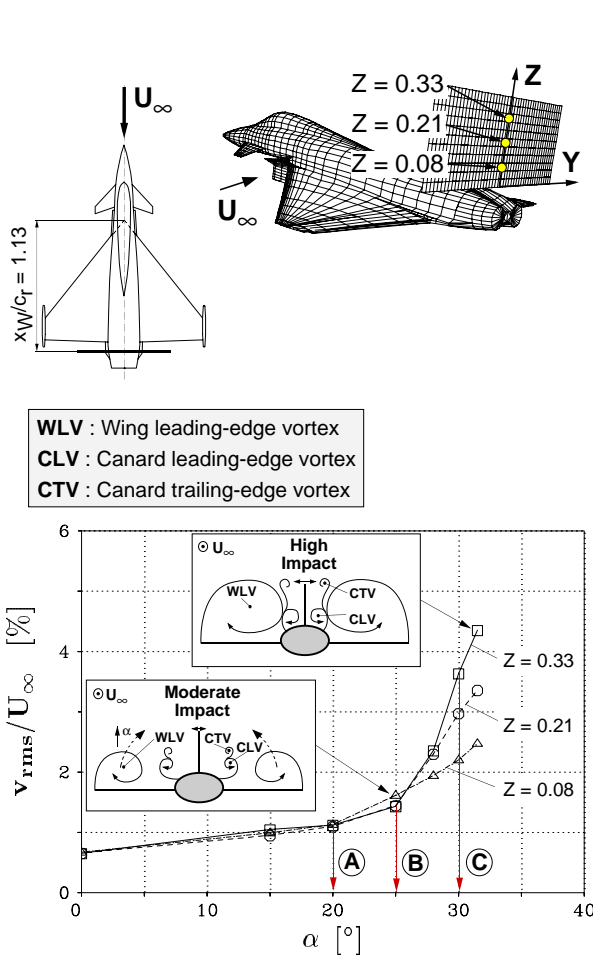 U∞
x_W/c_r = 1.13
Z
Z = 0.33
Z = 0.21
Z = 0.08
Y
U∞
WLV : Wing leading-edge vortex
CLV : Canard leading-edge vortex
CTV : Canard trailing-edge vortex
v_rms/U∞ [%]
6
4
2
0
⊙ U∞
High
Impact
WLV
CTV
CLV
⊙ U∞
Moderate
Impact
α
WLV
CTV
CLV
Z = 0.33
Z = 0.21
Z = 0.08
A
B
C
0
10
20
30
40
α [°]